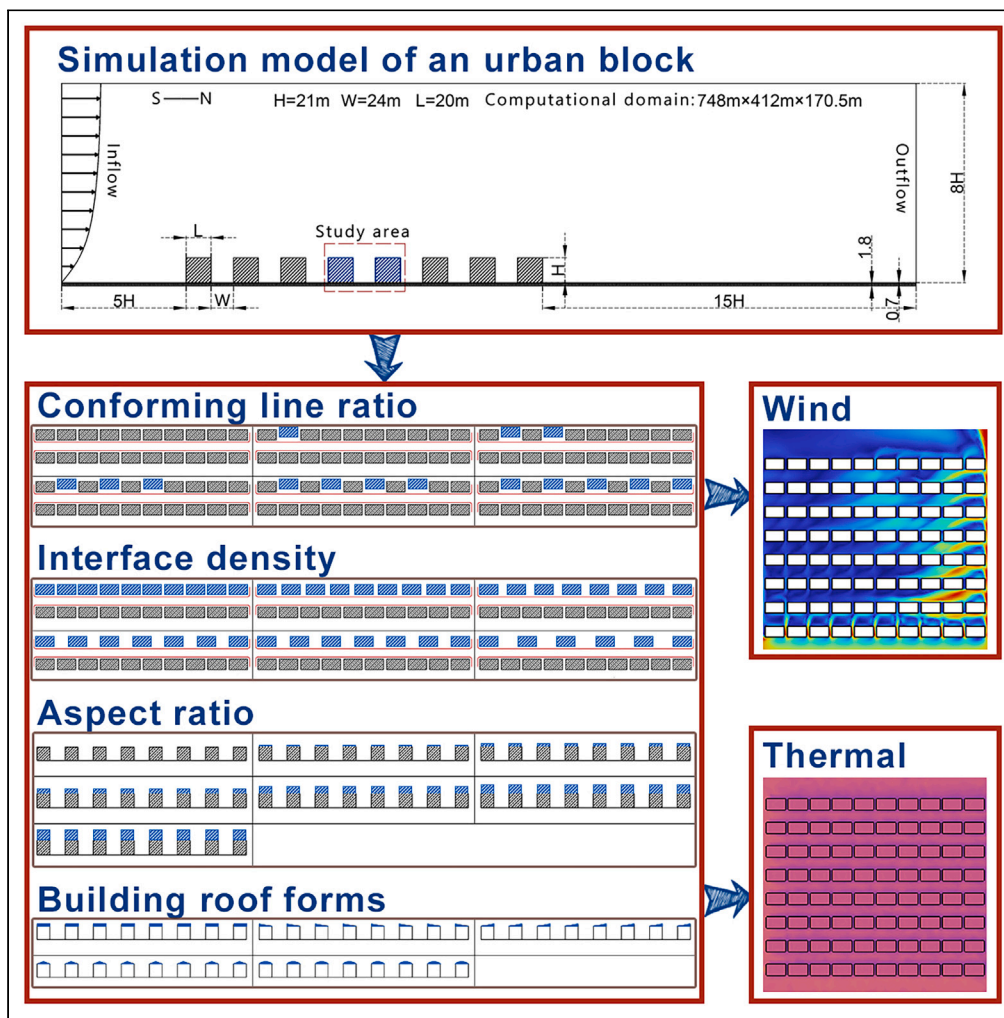 Simulation model of an urban block
S——N H=21m W=24m L=20m Computational domain:748m×412m×170.5m
Inflow
Outflow
8H
L
Study area
H
1.8
5H
W
15H
0.7
Conforming line ratio
Wind
Interface density
Aspect ratio
Thermal
Building roof forms